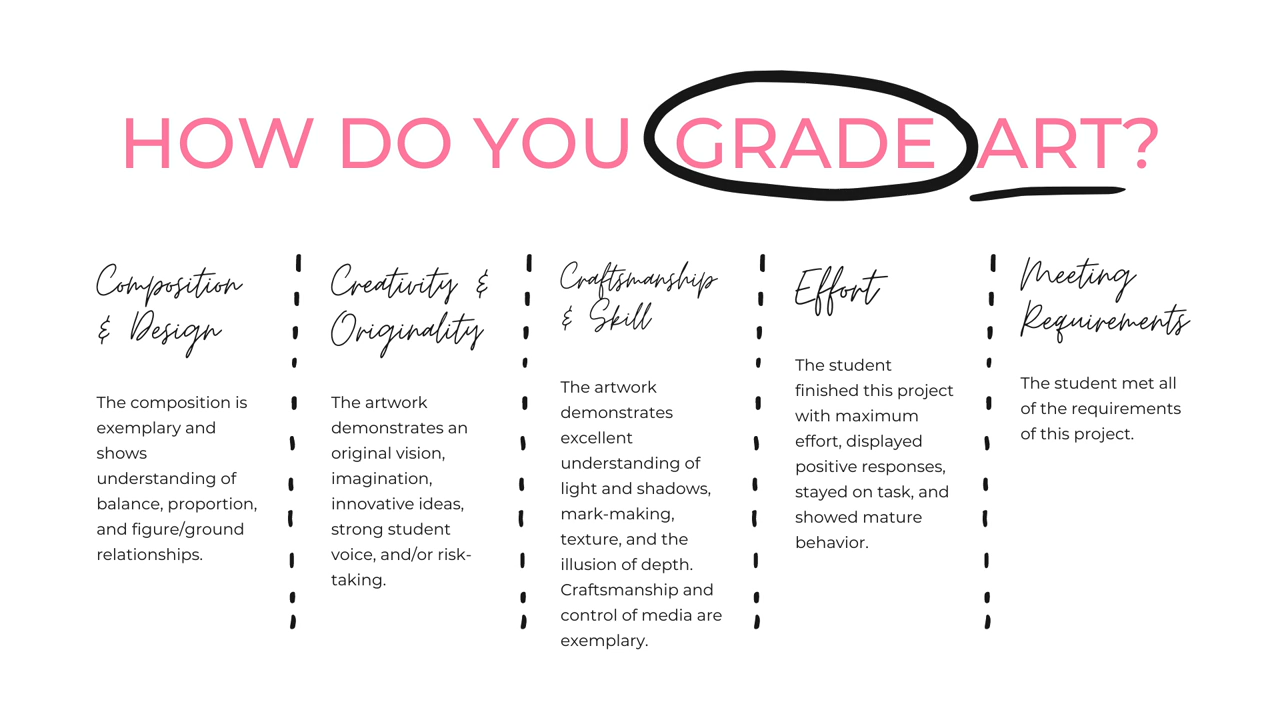 HOW DO YOU GRADE ART?
Composition
& Design
The composition is
exemplary and
shows
understanding of
balance, proportion,
and figure/ground
relationships.
Creativity &
Originality
The artwork
demonstrates an
original vision,
imagination,
innovative ideas,
strong student
voice, and/or risk-
taking.
Craftsmanship
& Skill
The artwork
demonstrates
excellent
understanding of
light and shadows,
mark-making,
texture, and the
illusion of depth.
Craftsmanship and
control of media are
exemplary.
Effort
The student
finished this project
with maximum
effort, displayed
positive responses,
stayed on task, and
showed mature
behavior.
Meeting
Requirements
The student met all
of the requirements
of this project.